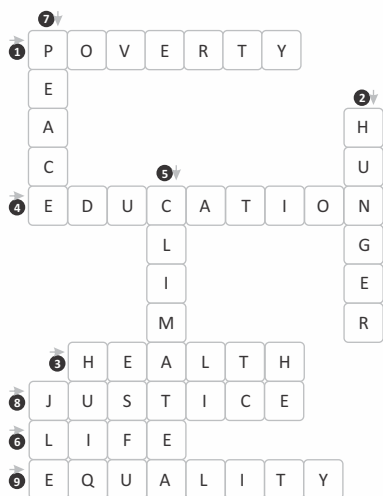 7
1 P O V E R T Y
E
2
A H
C 5 U
4 E D U C A T I O N
L G
I E
M R
3 H E A L T H
8 J U S T I C E
6 L I F E
9 E Q U A L I T Y